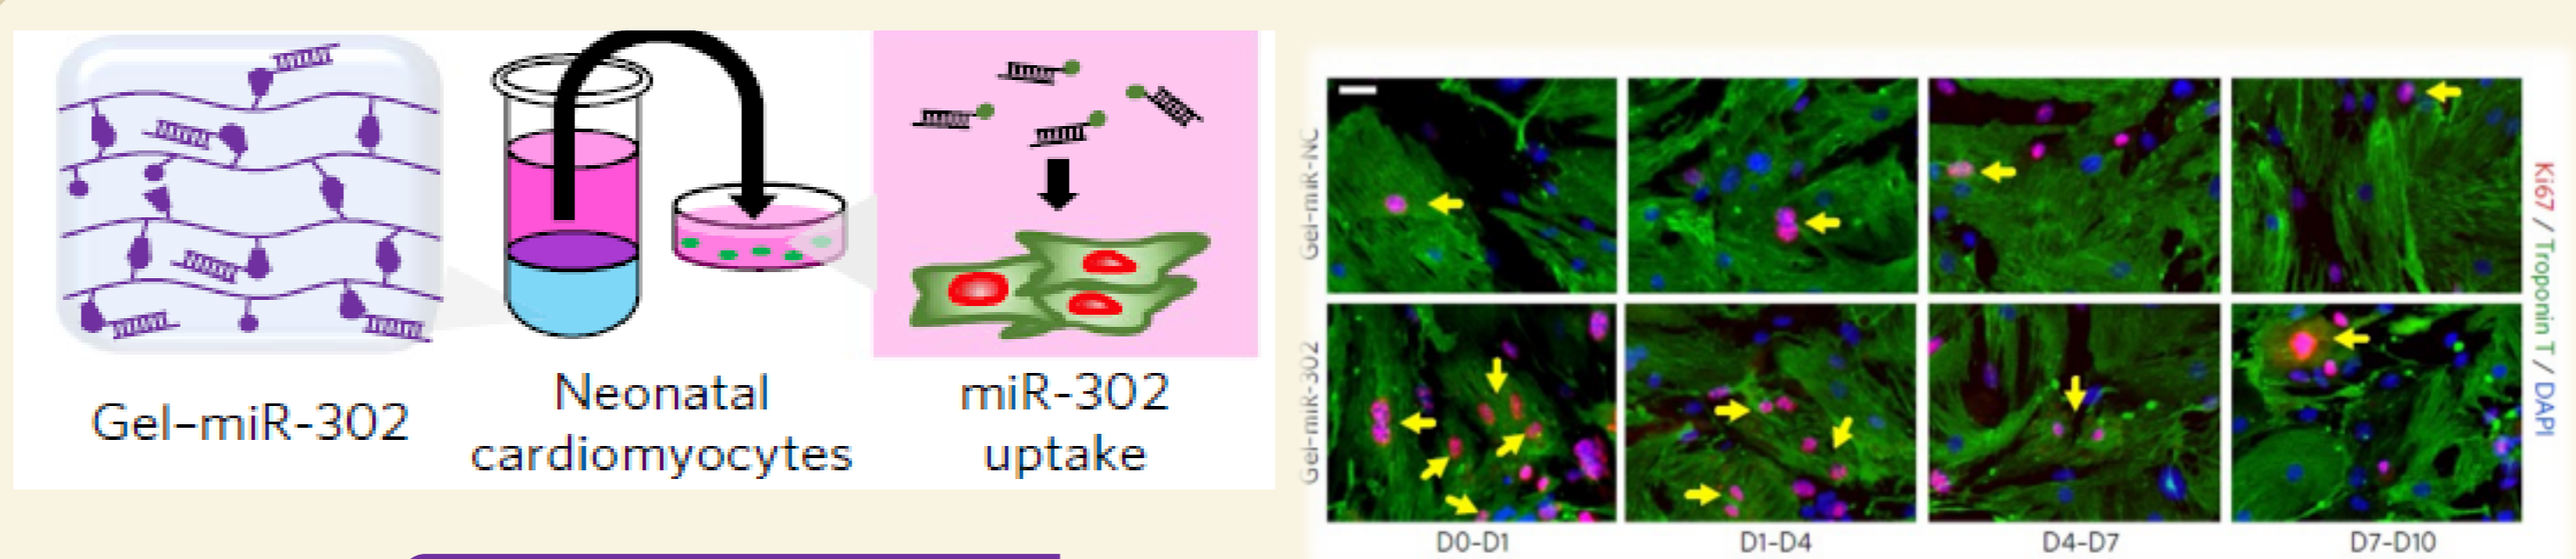 Gel–miR-302
Neonatal
cardiomyocytes
miR-302
uptake
Gel-miR-NC
Gel-miR-302
D0-D1
D1-D4
D4-D7
D7-D10
Ki67 / Troponin T / DAPI